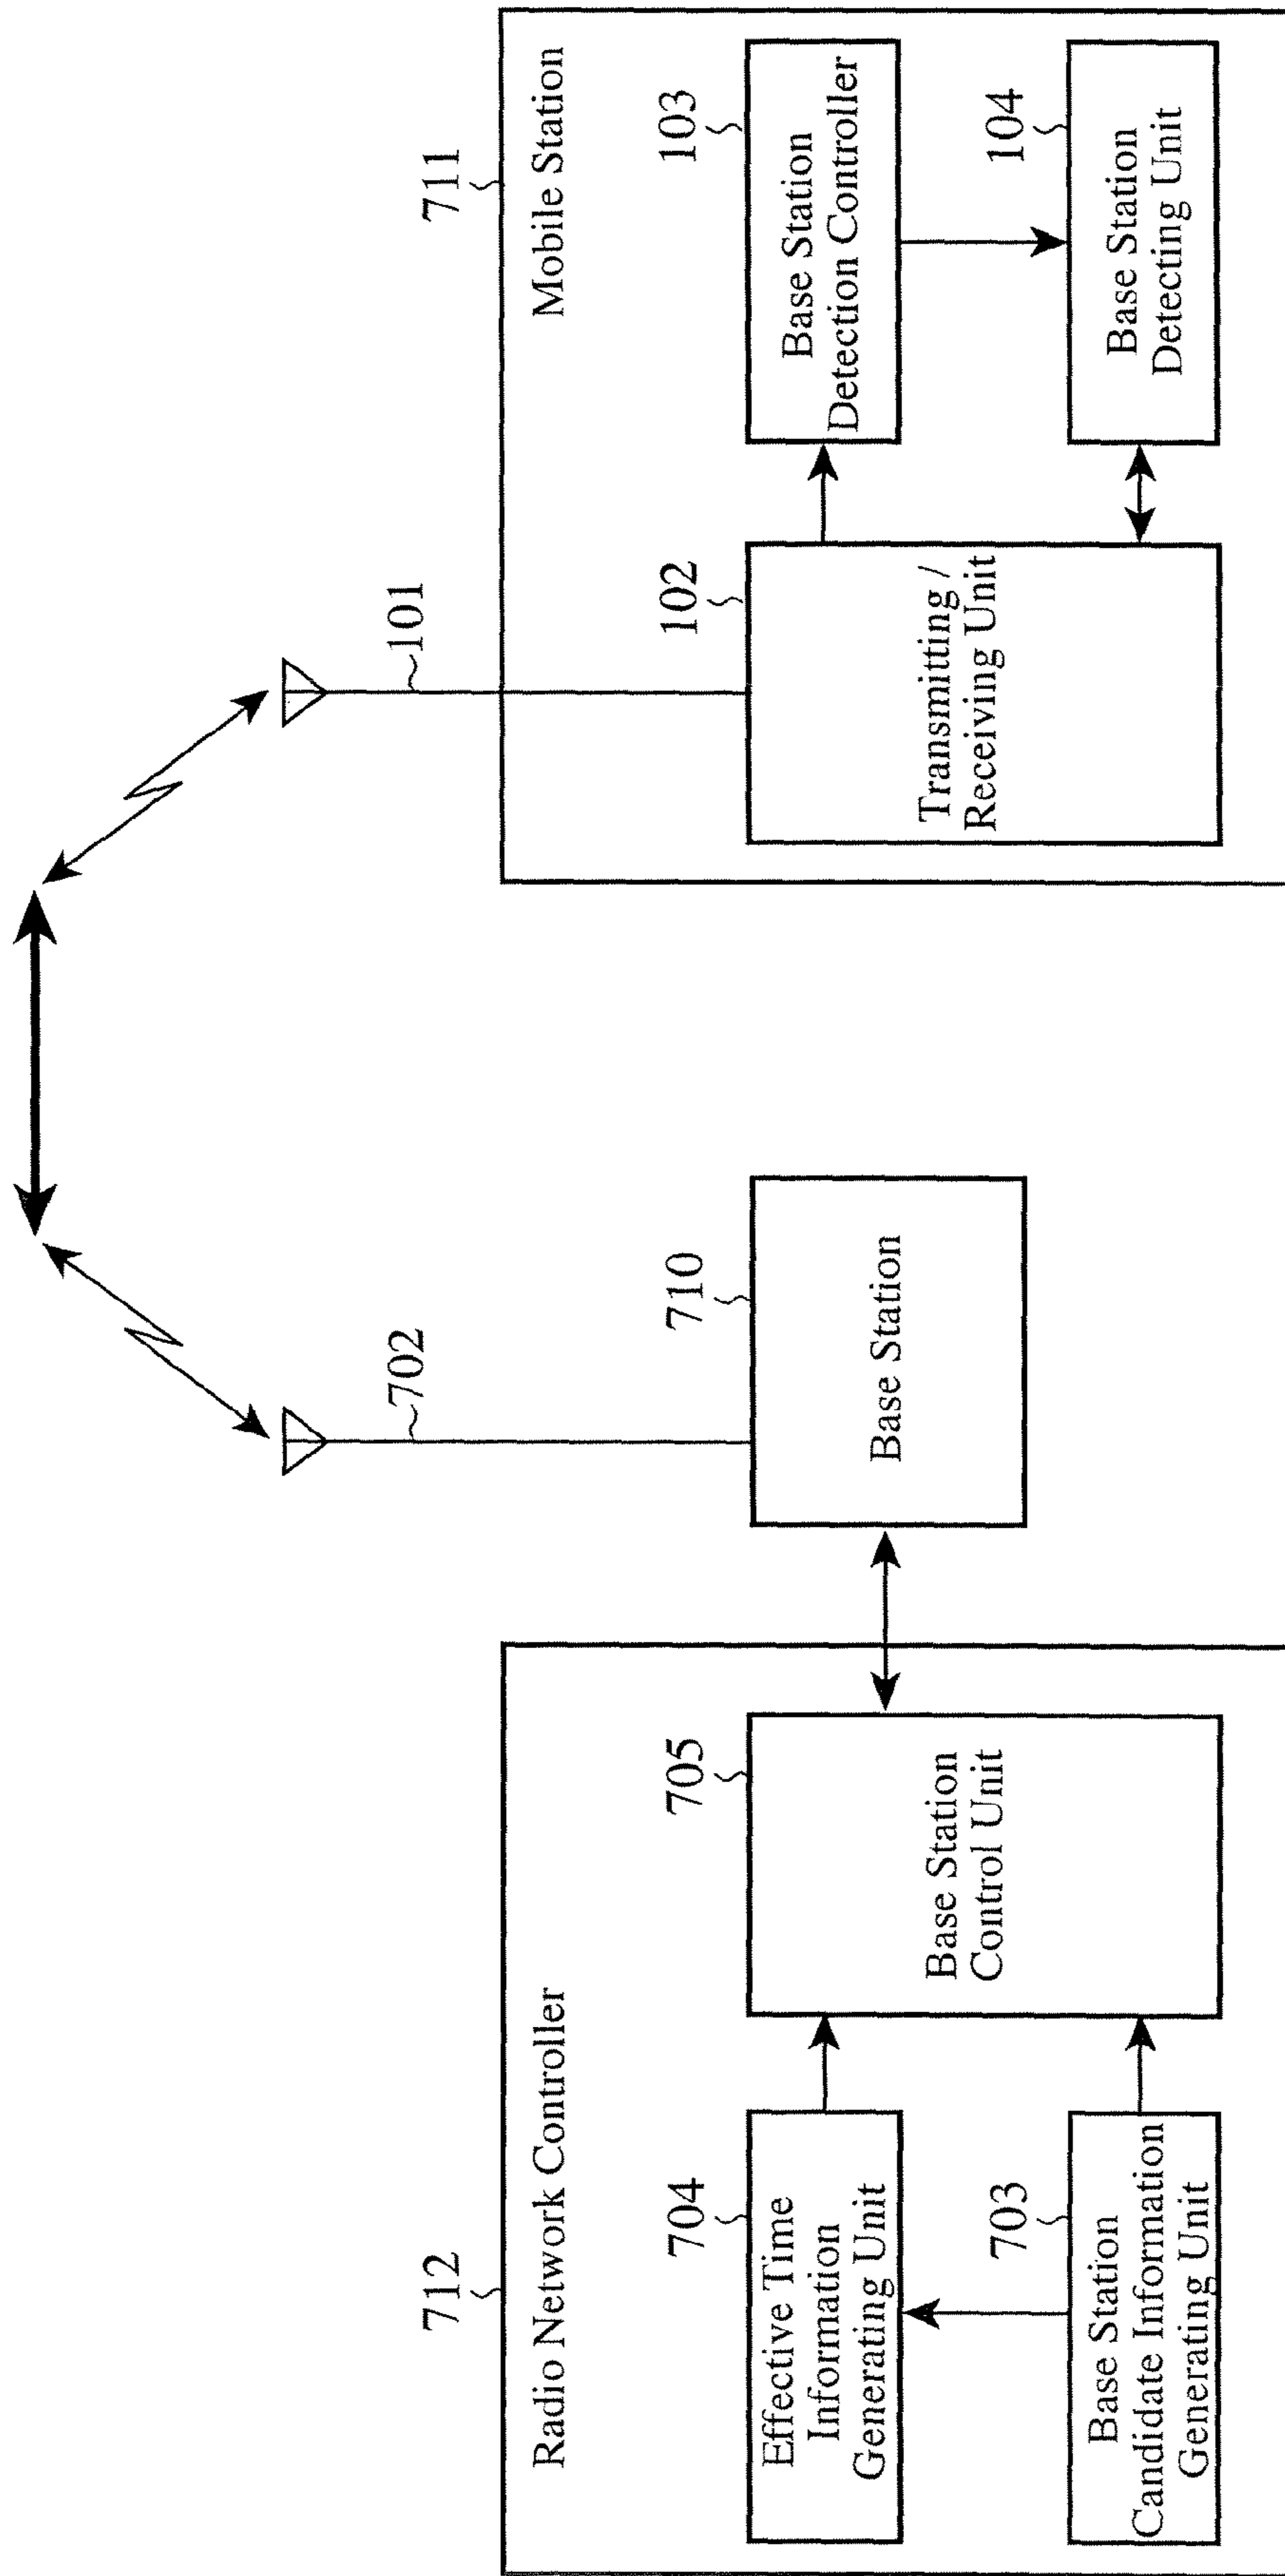 712
Radio Network Controller
704
Effective Time
Information
Generating Unit
703
Base Station
Candidate Information
Generating Unit
705
Base Station
Control Unit
702
710
Base Station
101
711
Mobile Station
102
Transmitting /
Receiving Unit
103
Base Station
Detection Controller
104
Base Station
Detecting Unit